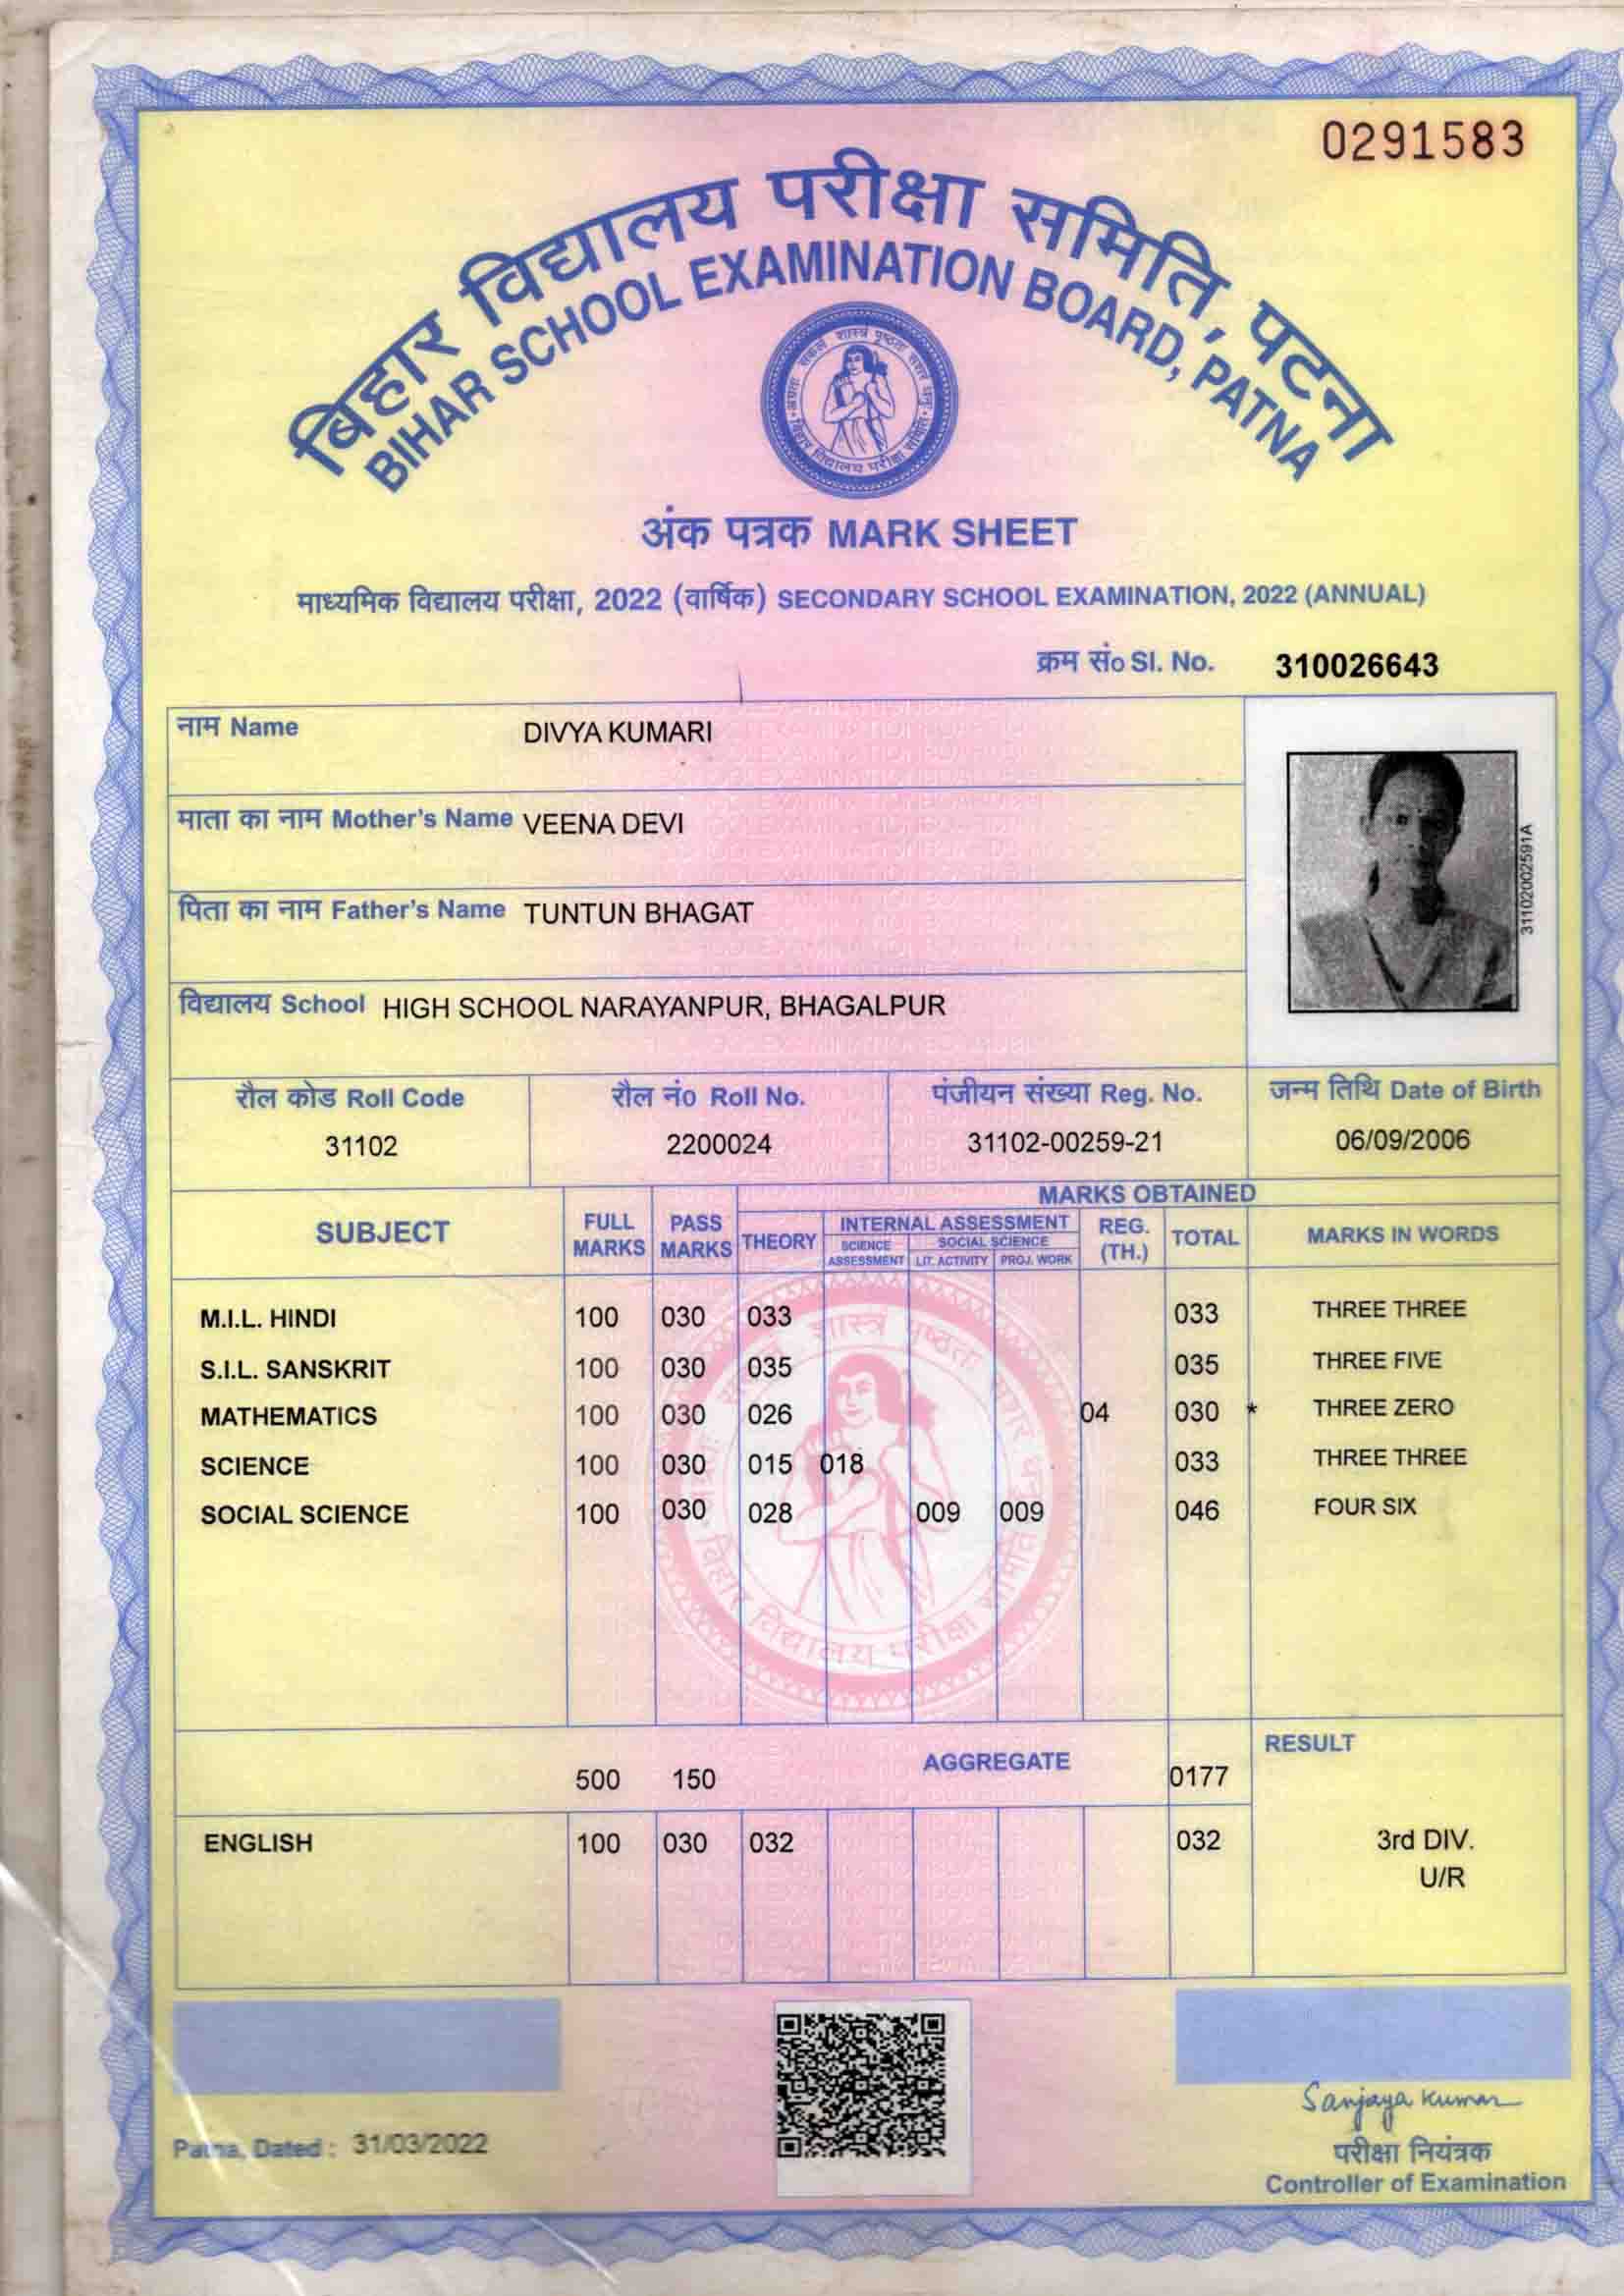 0291583
बिहार विद्यालय परीक्षा समिति, पटना
BIHAR SCHOOL EXAMINATION BOARD, PATNA
अंक पत्रक MARK SHEET
माध्यमिक विद्यालय परीक्षा, 2022 (वार्षिक) SECONDARY SCHOOL EXAMINATION, 2022 (ANNUAL)
क्रम सं० Sl. No. 310026643
नाम Name DIVYA KUMARI
माता का नाम Mother's Name VEENA DEVI
पिता का नाम Father's Name TUNTUN BHAGAT
विद्यालय School HIGH SCHOOL NARAYANPUR, BHAGALPUR
31102002591A
रौल कोड Roll Code रौल नं० Roll No. पंजीयन संख्या Reg. No. जन्म तिथि Date of Birth
31102 2200024 31102-00259-21 06/09/2006
MARKS OBTAINED
SUBJECT FULL MARKS PASS MARKS THEORY INTERNAL ASSESSMENT REG. (TH.) TOTAL MARKS IN WORDS
SCIENCE ASSESSMENT SOCIAL SCIENCE
LIT. ACTIVITY PROJ. WORK
M.I.L. HINDI 100 030 033 033 THREE THREE
S.I.L. SANSKRIT 100 030 035 035 THREE FIVE
MATHEMATICS 100 030 026 04 030 * THREE ZERO
SCIENCE 100 030 015 018 033 THREE THREE
SOCIAL SCIENCE 100 030 028 009 009 046 FOUR SIX
बिहार विद्यालय परीक्षा समिति
500 150 AGGREGATE 0177 RESULT
ENGLISH 100 030 032 032 3rd DIV.
U/R
Patna, Dated : 31/03/2022
Sanjaya Kumar
परीक्षा नियंत्रक
Controller of Examination